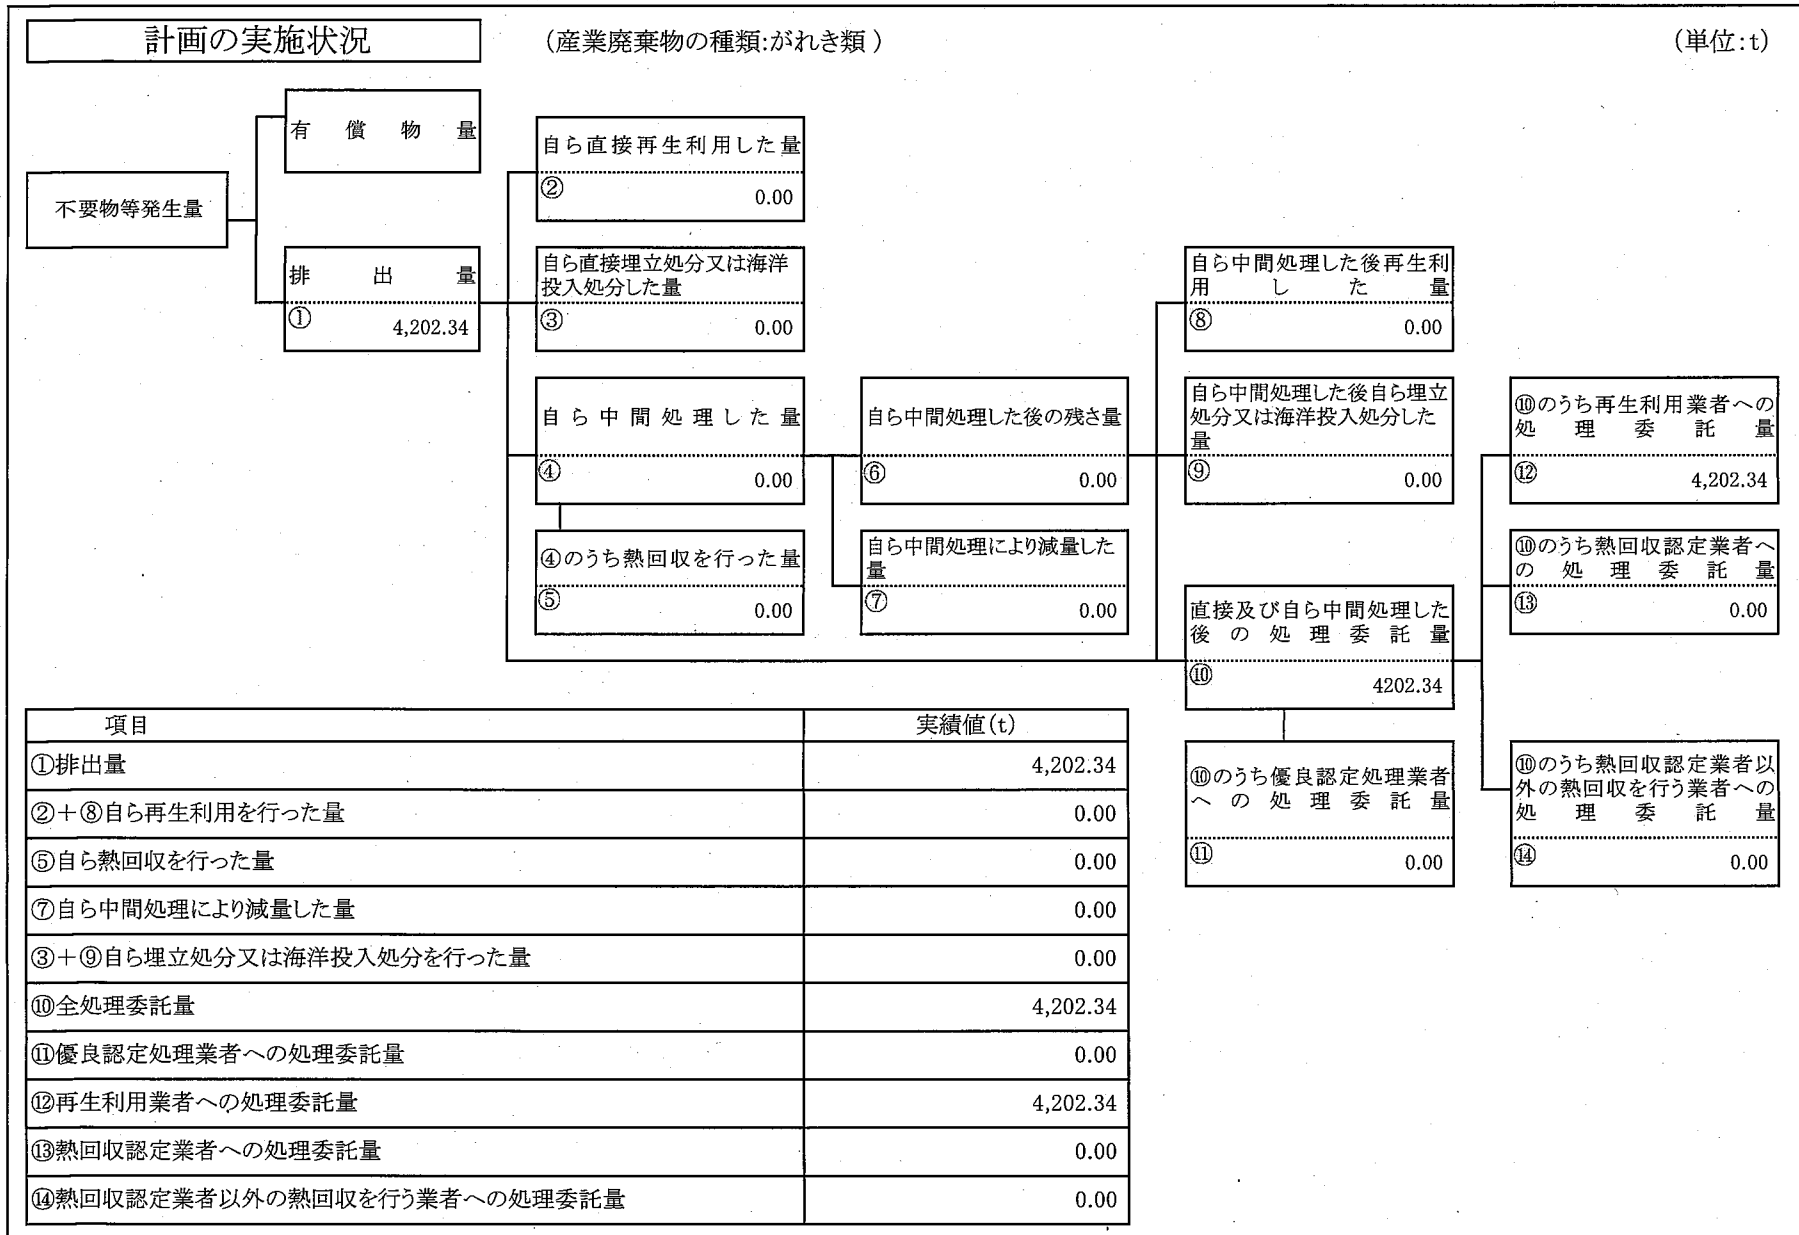 計画の実施状況
(産業廃棄物の種類:がれき類)
(単位:t)
有償物量
不要物等発生量
排出量
①
4,202.34
自ら直接再生利用した量
②
0.00
自ら直接埋立処分又は海洋
投入処分した量
③
0.00
自ら中間処理した量
④
0.00
④のうち熱回収を行った量
⑤
0.00
自ら中間処理した後の残さ量
⑥
0.00
自ら中間処理により減量した
量
⑦
0.00
自ら中間処理した後再生利
用した量
⑧
0.00
自ら中間処理した後自ら埋立
処分又は海洋投入処分した
量
⑨
0.00
直接及び自ら中間処理した
後の処理委託量
⑩
4202.34
⑩のうち優良認定処理業者
への処理委託量
⑪
0.00
⑩のうち再生利用業者への
処理委託量
⑫
4,202.34
⑩のうち熱回収認定業者へ
の処理委託量
⑬
0.00
⑩のうち熱回収認定業者以
外の熱回収を行う業者への
処理委託量
⑭
0.00
項目 実績値(t)
①排出量 4,202.34
②+⑧自ら再生利用を行った量 0.00
⑤自ら熱回収を行った量 0.00
⑦自ら中間処理により減量した量 0.00
③+⑨自ら埋立処分又は海洋投入処分を行った量 0.00
⑩全処理委託量 4,202.34
⑪優良認定処理業者への処理委託量 0.00
⑫再生利用業者への処理委託量 4,202.34
⑬熱回収認定業者への処理委託量 0.00
⑭熱回収認定業者以外の熱回収を行う業者への処理委託量 0.00